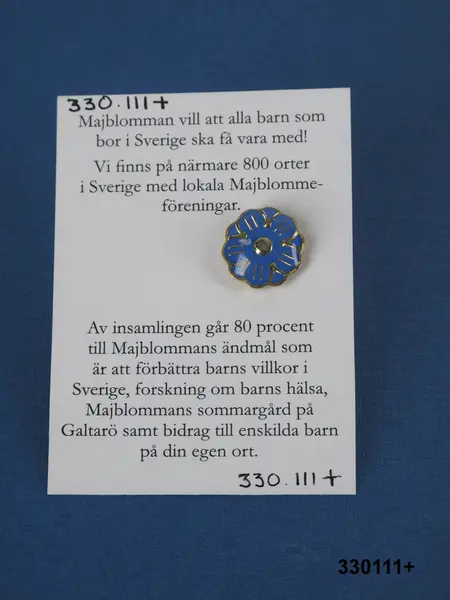 330.111+
Majblomman vill att alla barn som
bor i Sverige ska få vara med!
Vi finns på närmare 800 orter
i Sverige med lokala Majblomme-
föreningar.
Av insamlingen går 80 procent
till Majblommans ändmål som
är att förbättra barns villkor i
Sverige, forskning om barns hälsa,
Majblommans sommargård på
Galtarö samt bidrag till enskilda barn
på din egen ort.
330.111+
330111+